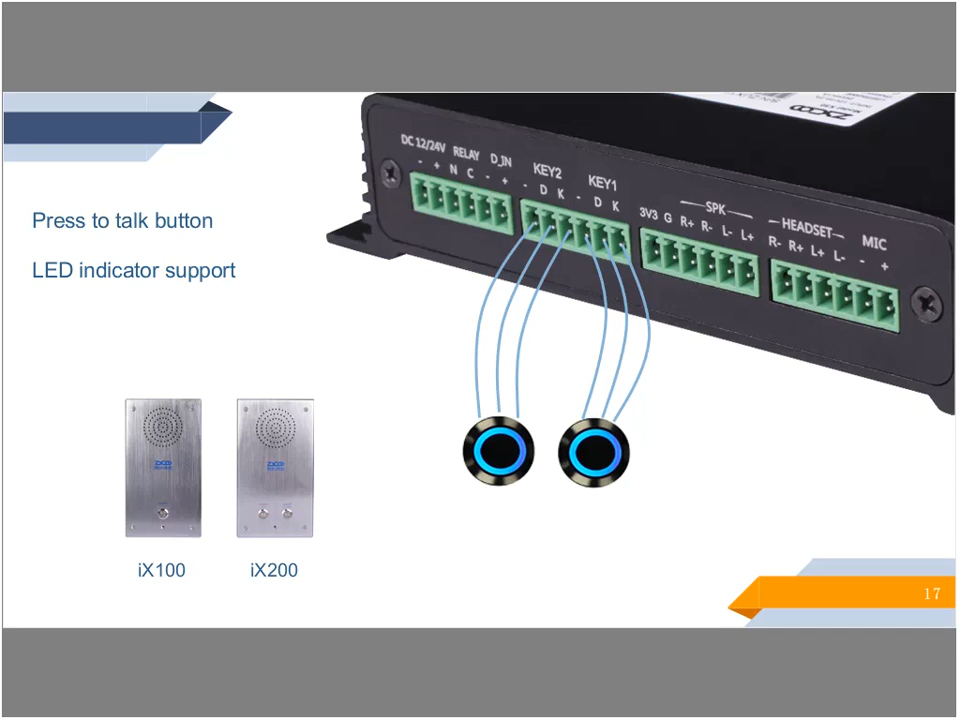 Press to talk button
LED indicator support
DC 12/24V RELAY D_IN KEY2 KEY1 SPK HEADSET MIC
- + N C - + - D K - D K 3V3 G R+ R- L- L+ R- R+ L+ L- - +
ZYCOO
iX100 iX200
17